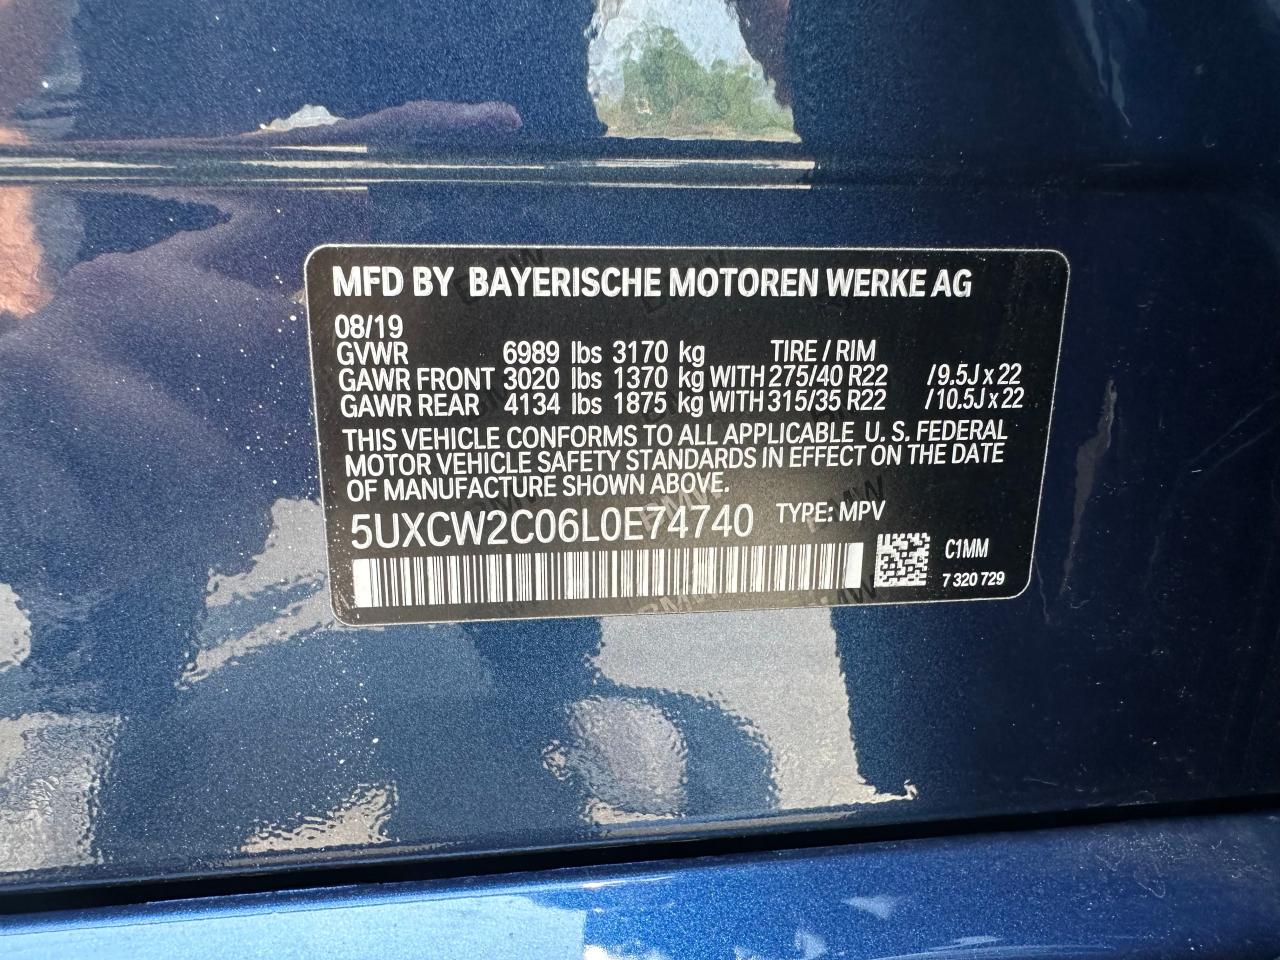 MFD BY BAYERISCHE MOTOREN WERKE AG
08/19
GVWR 6989 lbs 3170 kg TIRE / RIM
GAWR FRONT 3020 lbs 1370 kg WITH 275/40 R22 /9.5J x 22
GAWR REAR 4134 lbs 1875 kg WITH 315/35 R22 /10.5J x 22
THIS VEHICLE CONFORMS TO ALL APPLICABLE U. S. FEDERAL
MOTOR VEHICLE SAFETY STANDARDS IN EFFECT ON THE DATE
OF MANUFACTURE SHOWN ABOVE.
5UXCW2C06L0E74740 TYPE: MPV
C1MM
7 320 729